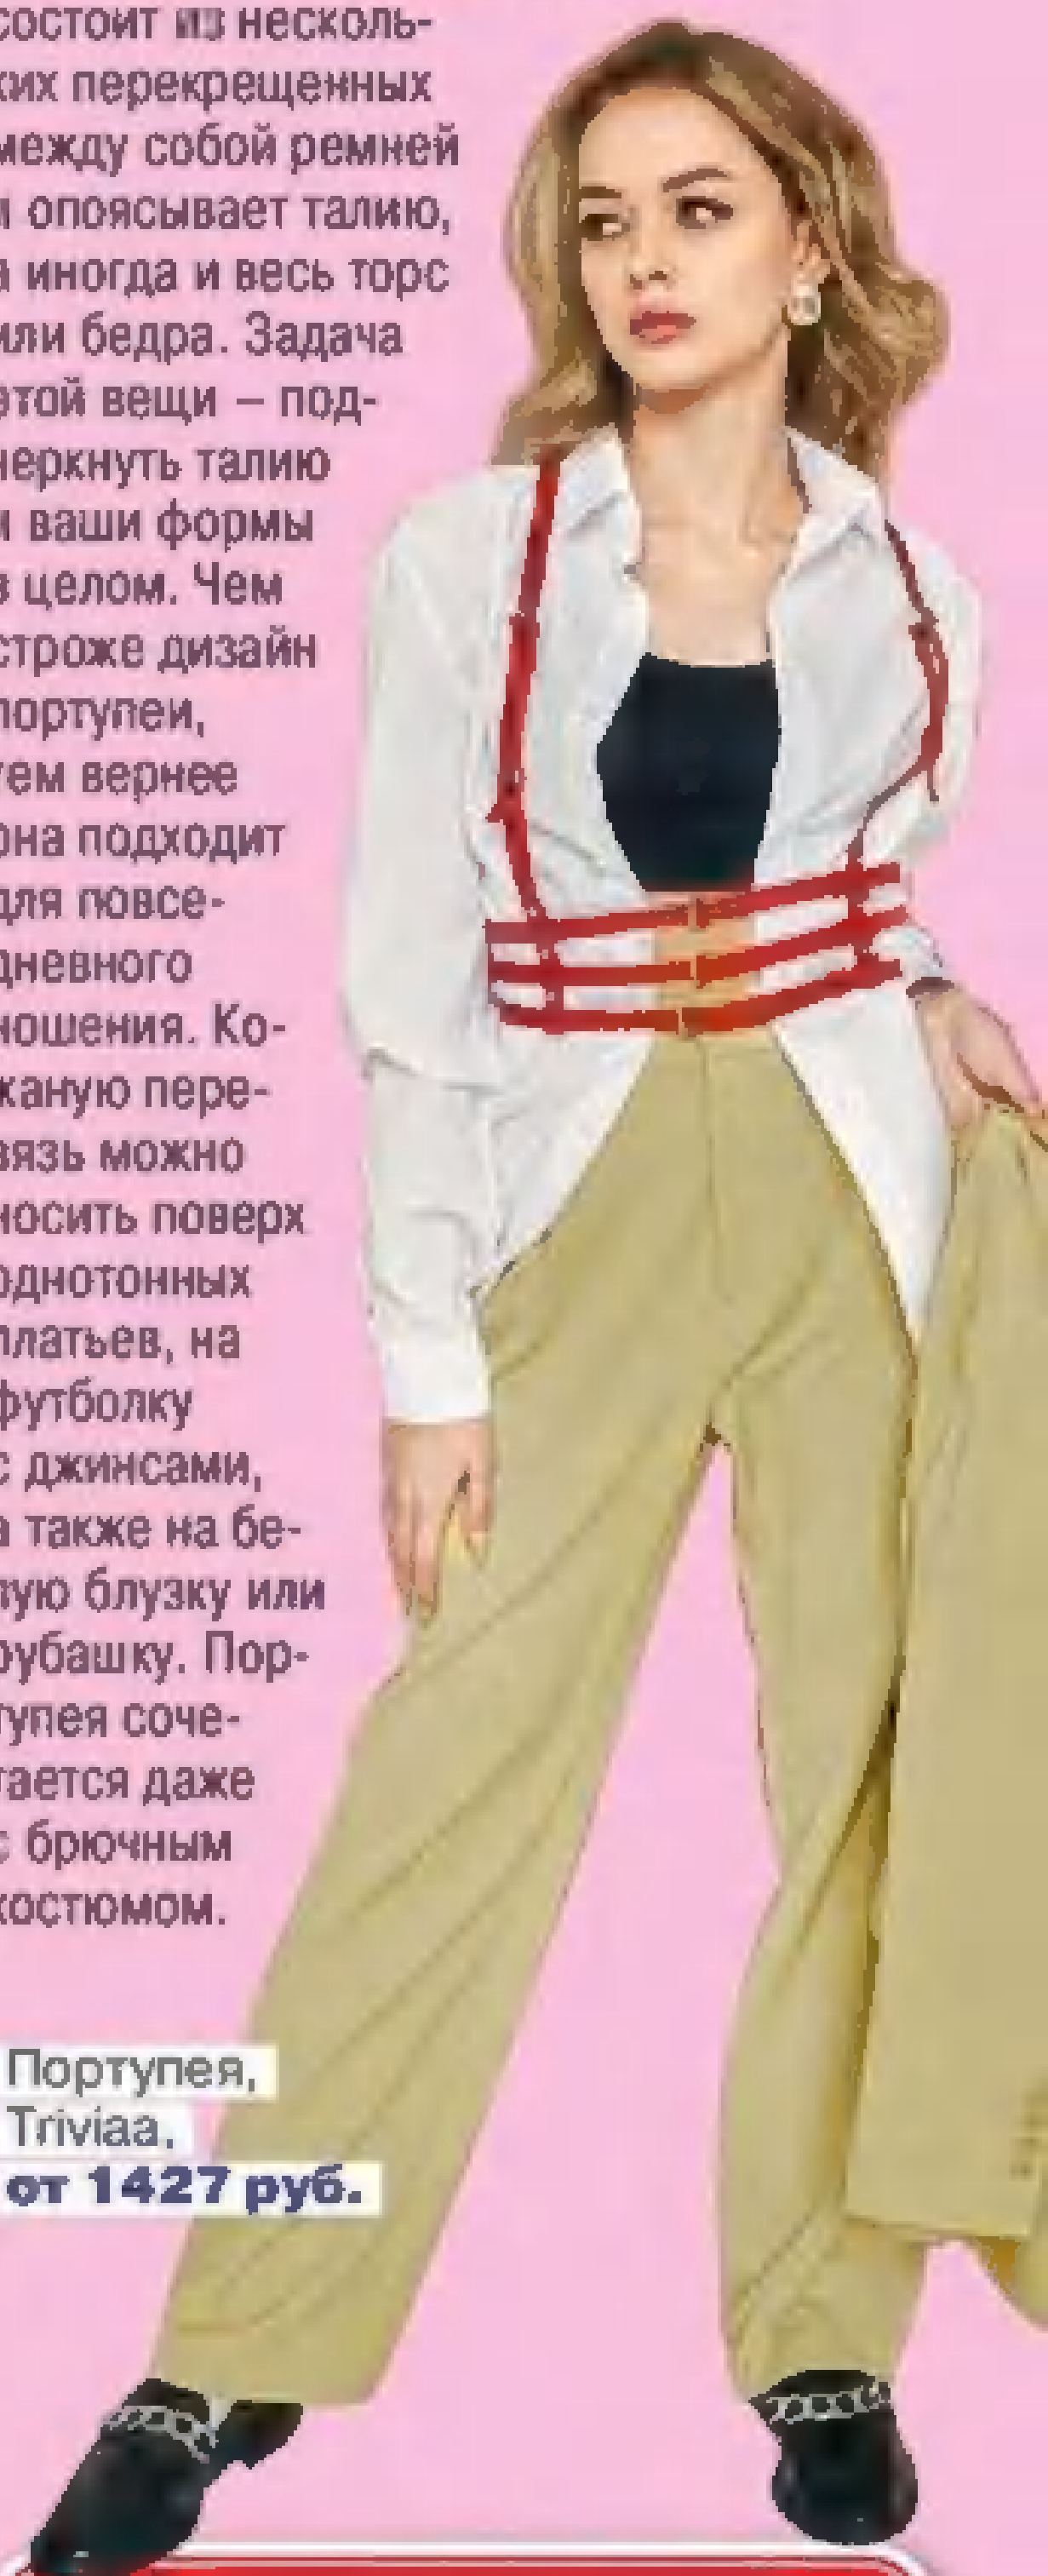 состоит из несколь-
ких перекрещенных
между собой ремней
и опоясывает талию,
а иногда и весь торс
или бедра. Задача
этой вещи – под-
черкнуть талию
и ваши формы
в целом. Чем
строже дизайн
портупеи,
тем вернее
она подходит
для повсе-
дневного
ношения. Ко-
жаную пере-
вязь можно
носить поверх
однотонных
платьев, на
футболку
с джинсами,
а также на бе-
лую блузку или
рубашку. Пор-
тупея соче-
тается даже
с брючным
костюмом.
Портупея,
Triviaa,
от 1427 руб.